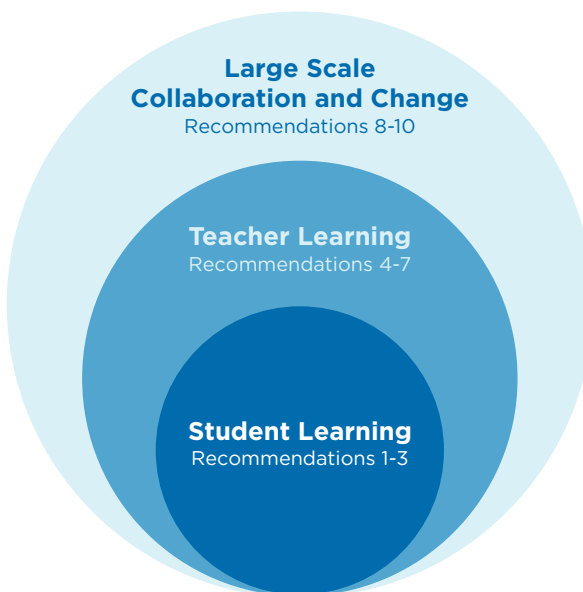 Large Scale
Collaboration and Change
Recommendations 8-10
Teacher Learning
Recommendations 4-7
Student Learning
Recommendations 1-3